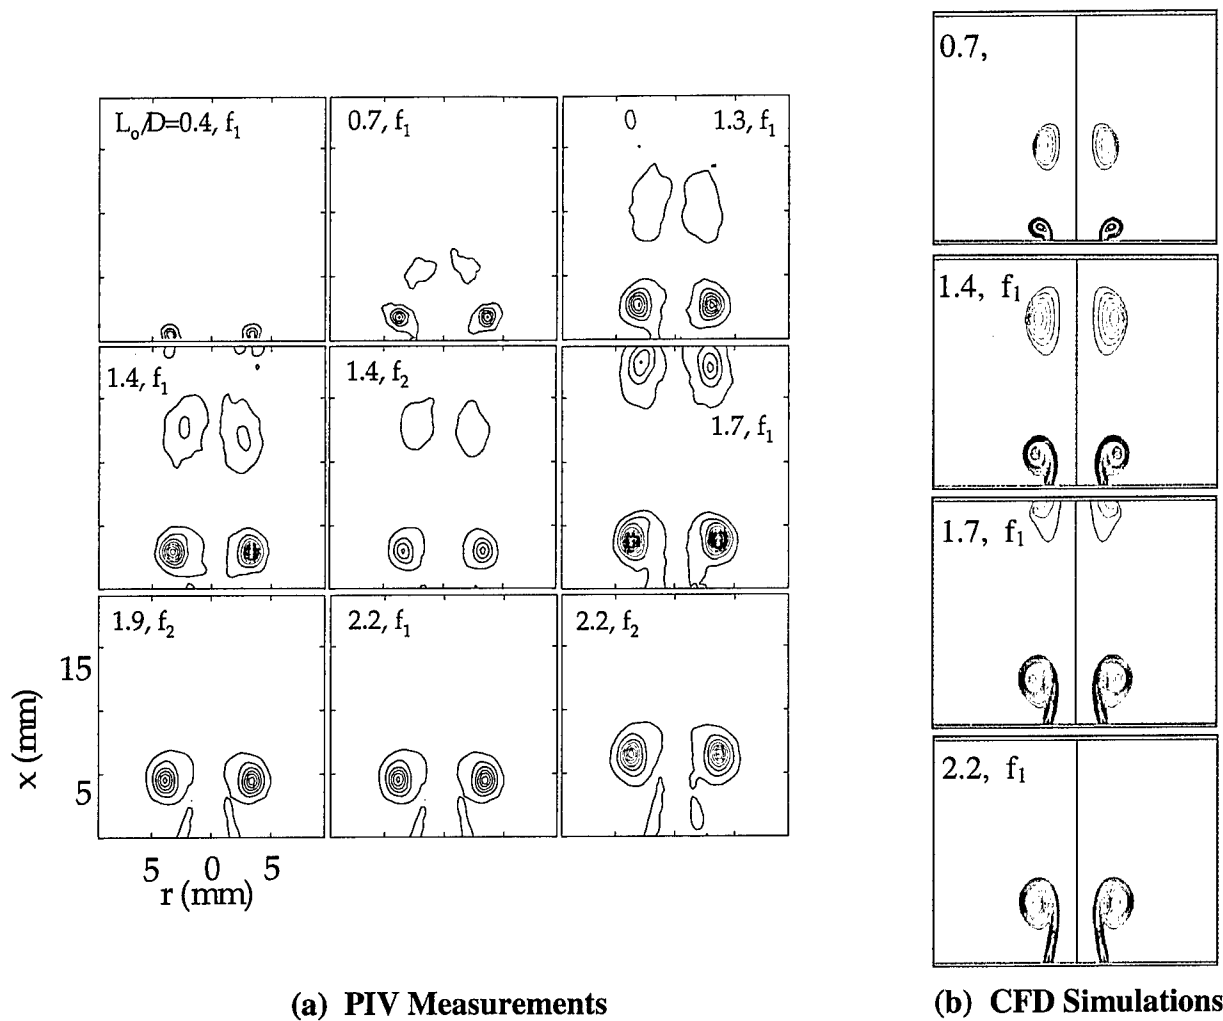 L₀/D=0.4, f₁
0.7, f₁
1.3, f₁
1.4, f₁
1.4, f₂
1.7, f₁
1.9, f₂
2.2, f₁
2.2, f₂
x (mm)
15
5
5 0 5
r (mm)
(a) PIV Measurements
0.7,
1.4, f₁
1.7, f₁
2.2, f₁
(b) CFD Simulations